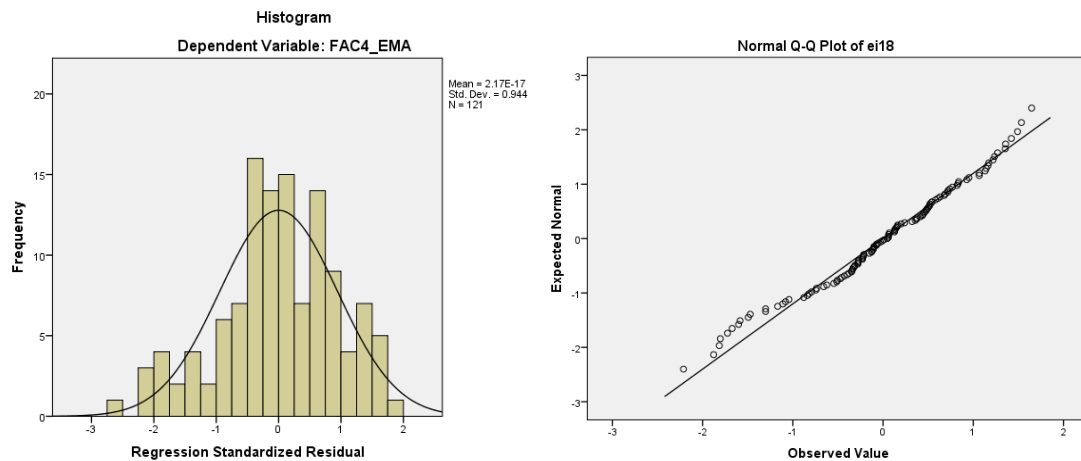 Histogram
Dependent Variable: FAC4_EMA
Mean = 2.17E-17
Std. Dev. = 0.944
N = 121
20
15
10
5
0
Frequency
-3 -2 -1 0 1 2
Regression Standardized Residual
Normal Q-Q Plot of ei18
3
2
1
0
-1
-2
-3
Expected Normal
-3 -2 -1 0 1 2
Observed Value